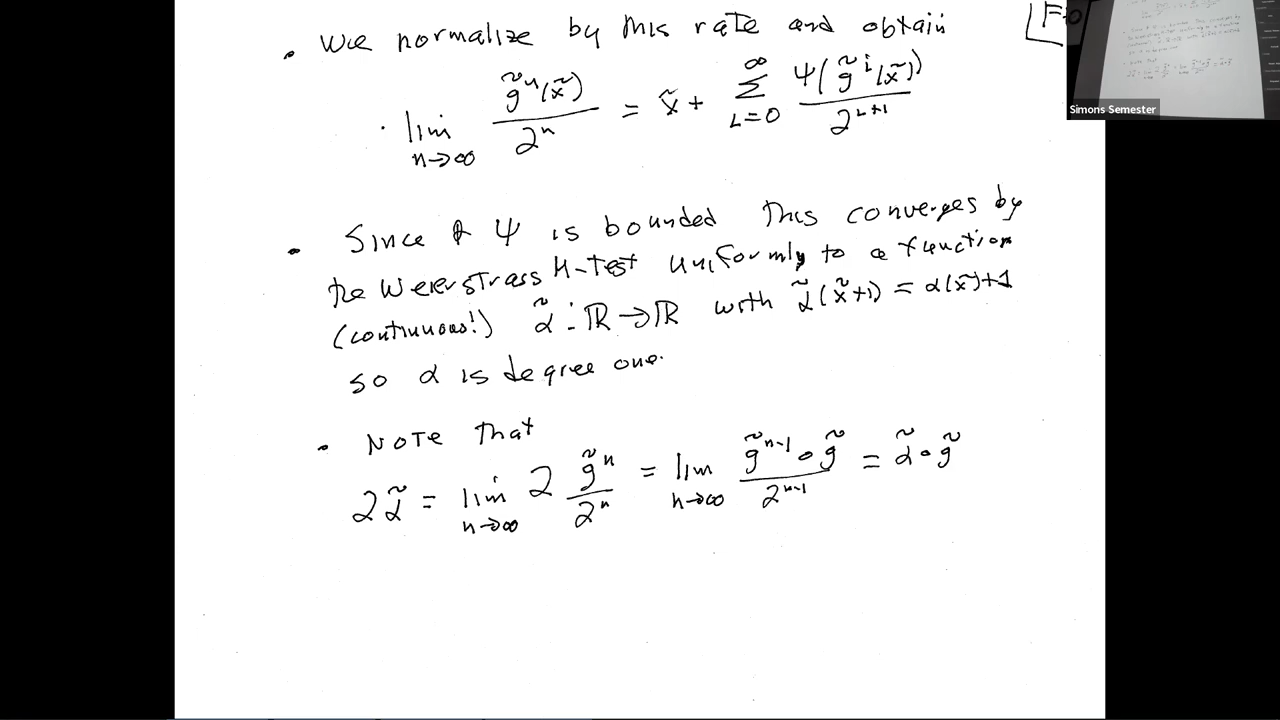 • We normalize by this rate and obtain
• lim n→∞ g̃ⁿ(x̃) / 2ⁿ = x̃ + ∞ Σ i=0 Ψ(g̃ⁱ(x̃)) / 2ⁱ⁺¹
• Since Ψ is bounded this converges by
the Weierstrass M-Test uniformly to a function
(continuous!) α̃ : ℝ → ℝ with α̃(x̃+1) = α(x̃)+1
so α is degree one.
• Note that
2α̃ = lim n→∞ 2 g̃ⁿ / 2ⁿ = lim n→∞ g̃ⁿ⁻¹ ∘ g̃ / 2ⁿ⁻¹ = α̃ ∘ g̃
Simons Semester